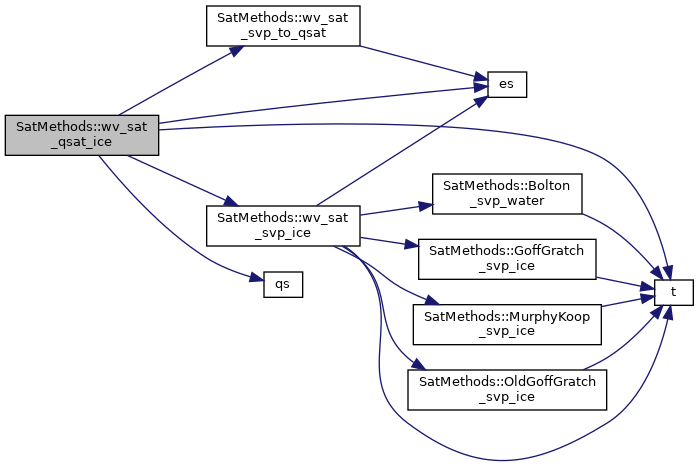 SatMethods::wv_sat
_svp_to_qsat
es
SatMethods::wv_sat
_qsat_ice
SatMethods::Bolton
_svp_water
SatMethods::wv_sat
_svp_ice
SatMethods::GoffGratch
_svp_ice
qs
t
SatMethods::MurphyKoop
_svp_ice
SatMethods::OldGoffGratch
_svp_ice